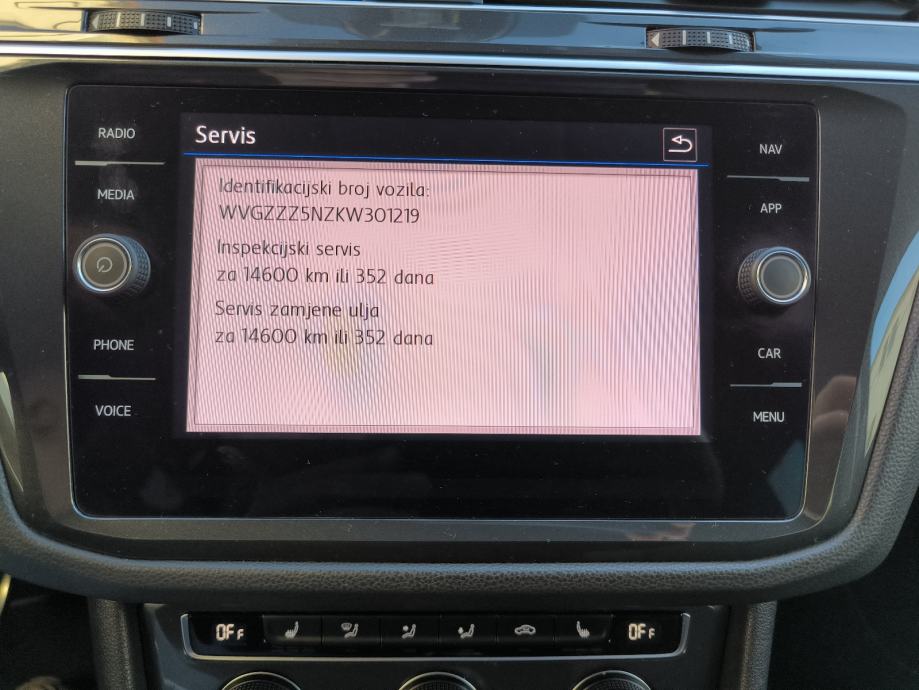 Servis
Identifikacijski broj vozila:
WVGZZZ5NZKW301219
Inspekcijski servis
za 14600 km ili 352 dana
Servis zamjene ulja
za 14600 km ili 352 dana
RADIO
MEDIA
PHONE
VOICE
NAV
APP
CAR
MENU
OFF
OFF